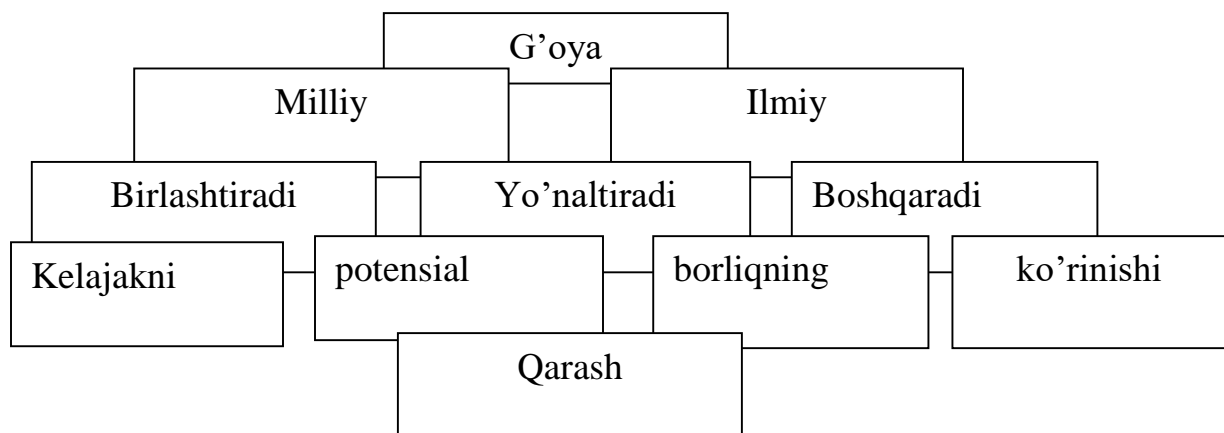 G’oya
Milliy Ilmiy
Birlashtiradi Yo’naltiradi Boshqaradi
Kelajakni potensial borliqning ko’rinishi
Qarash